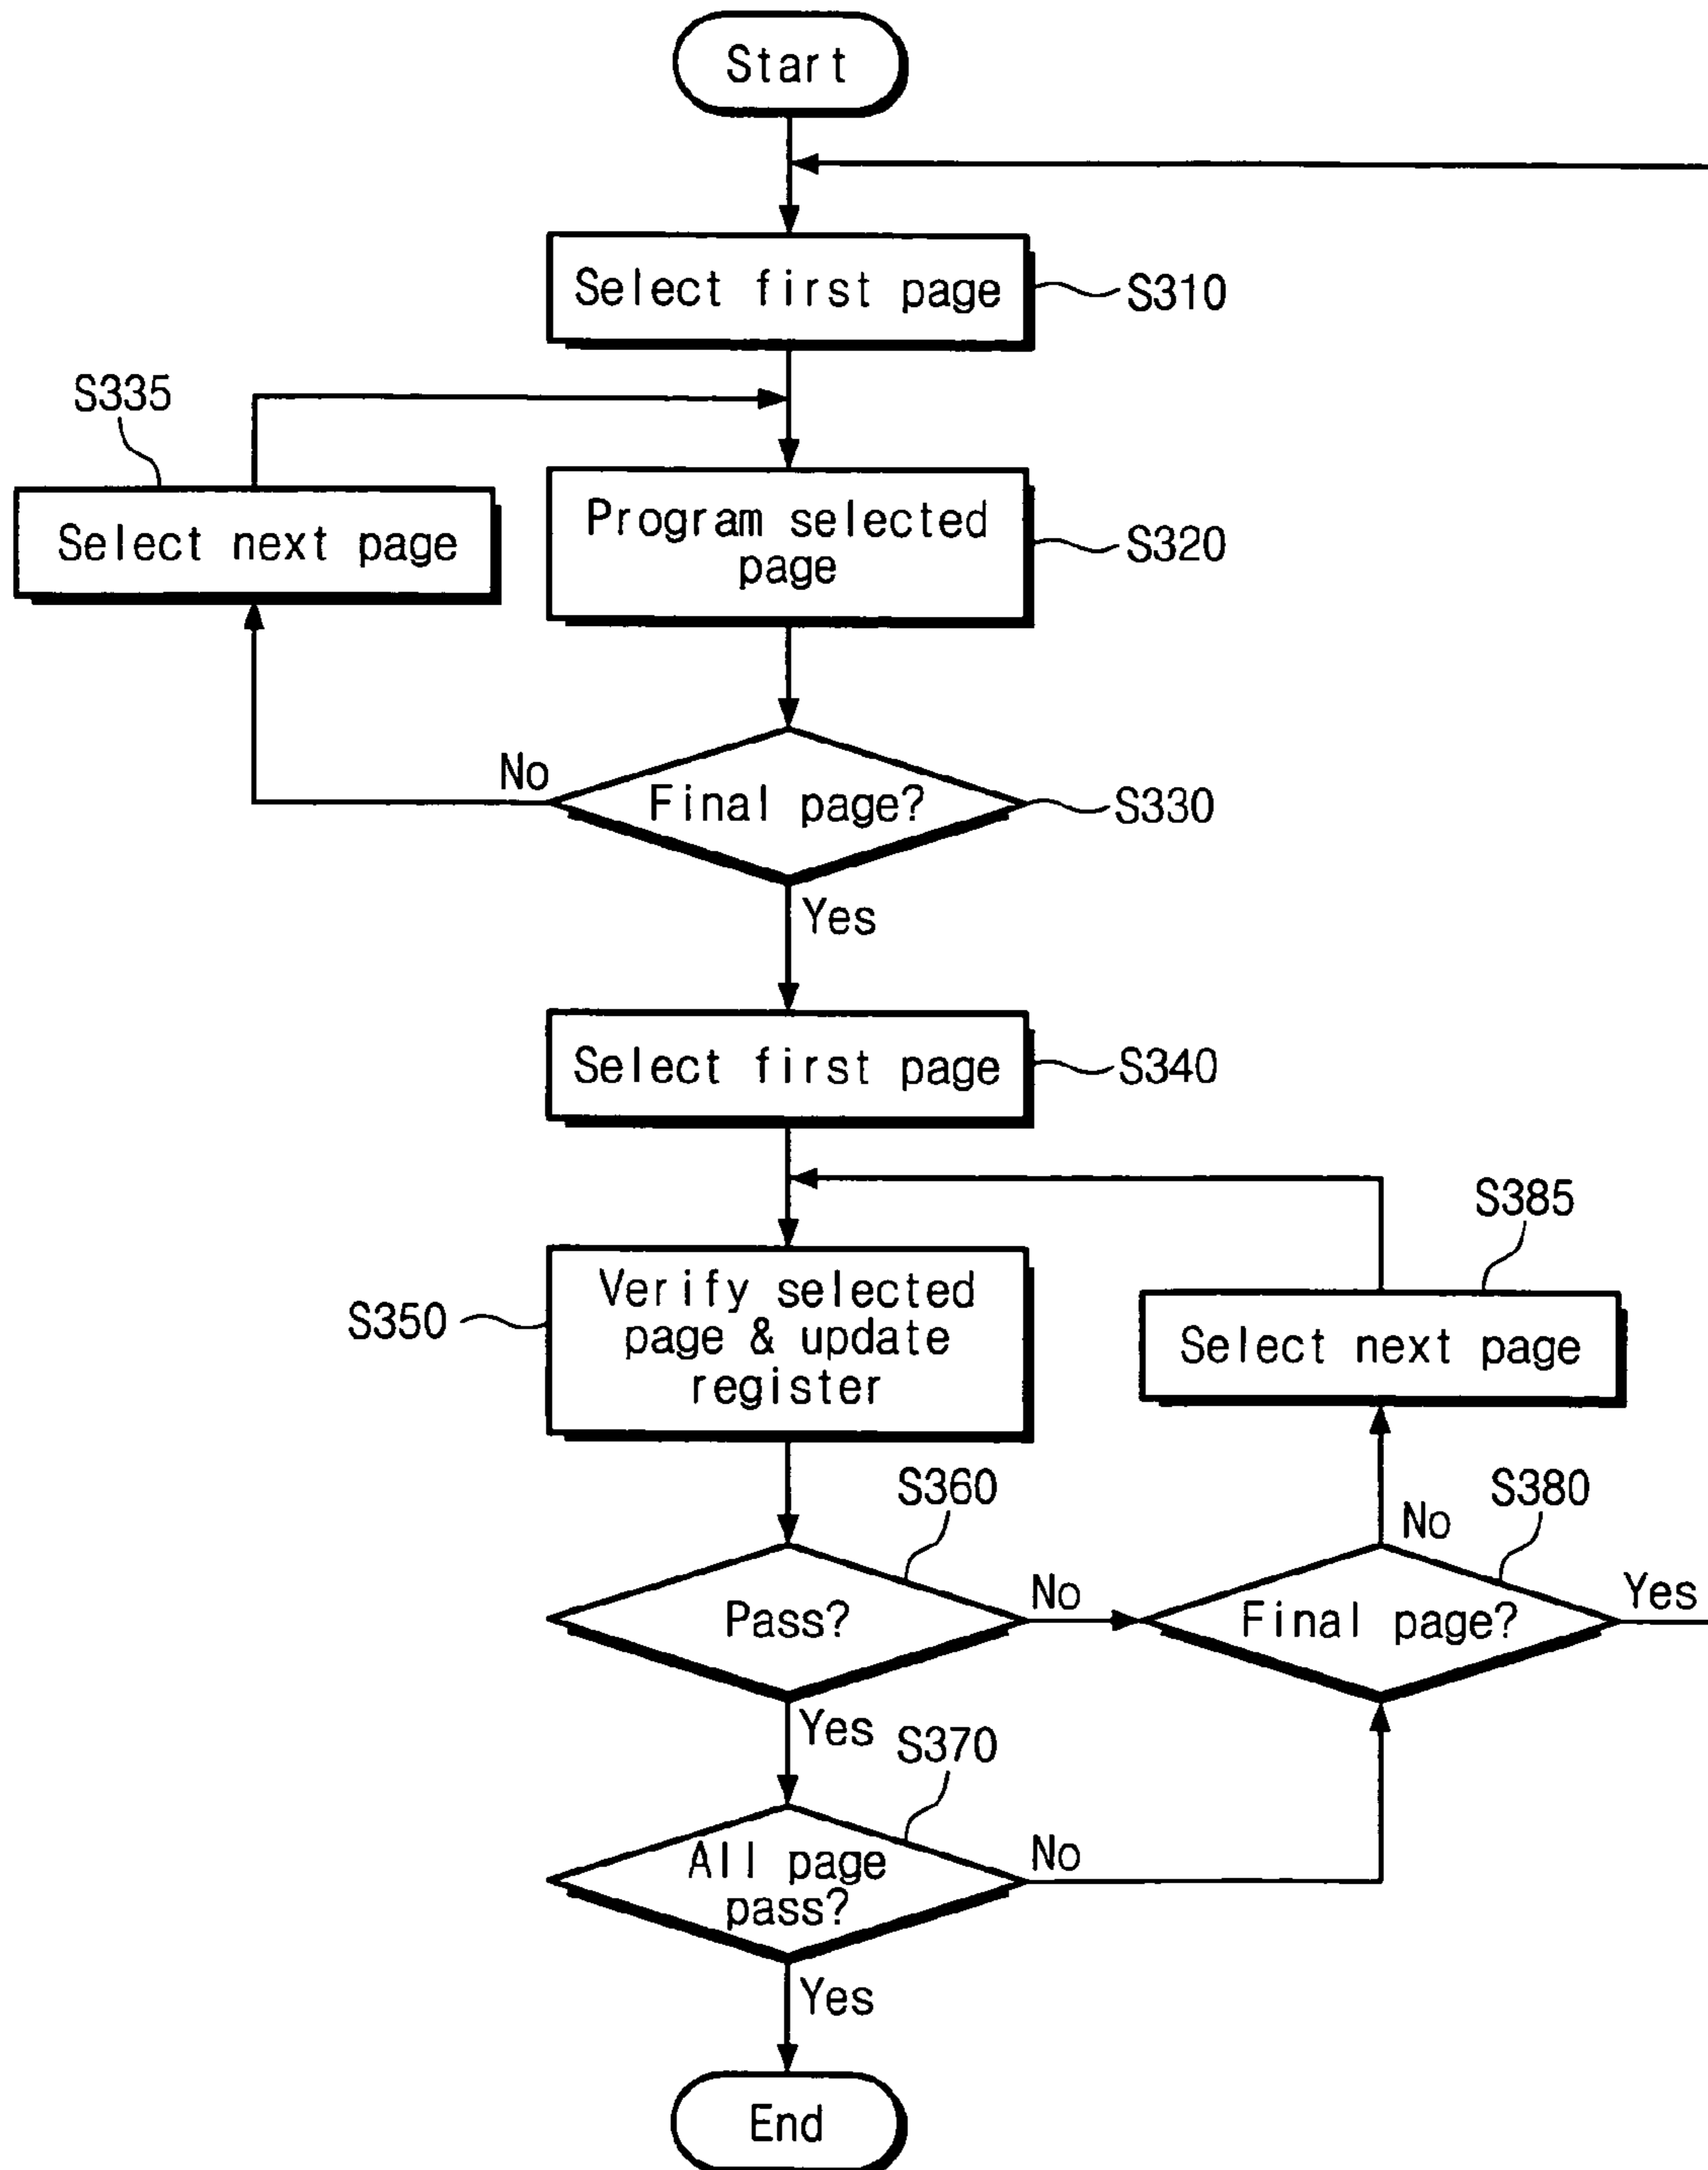 Start
Select first page
S310
S335
Select next page
Program selected
page
S320
No
Final page?
S330
Yes
Select first page
S340
S385
S350
Verify selected
page & update
register
Select next page
S360
S380
No
Pass?
No
Final page?
Yes
Yes
S370
All page
pass?
No
Yes
End